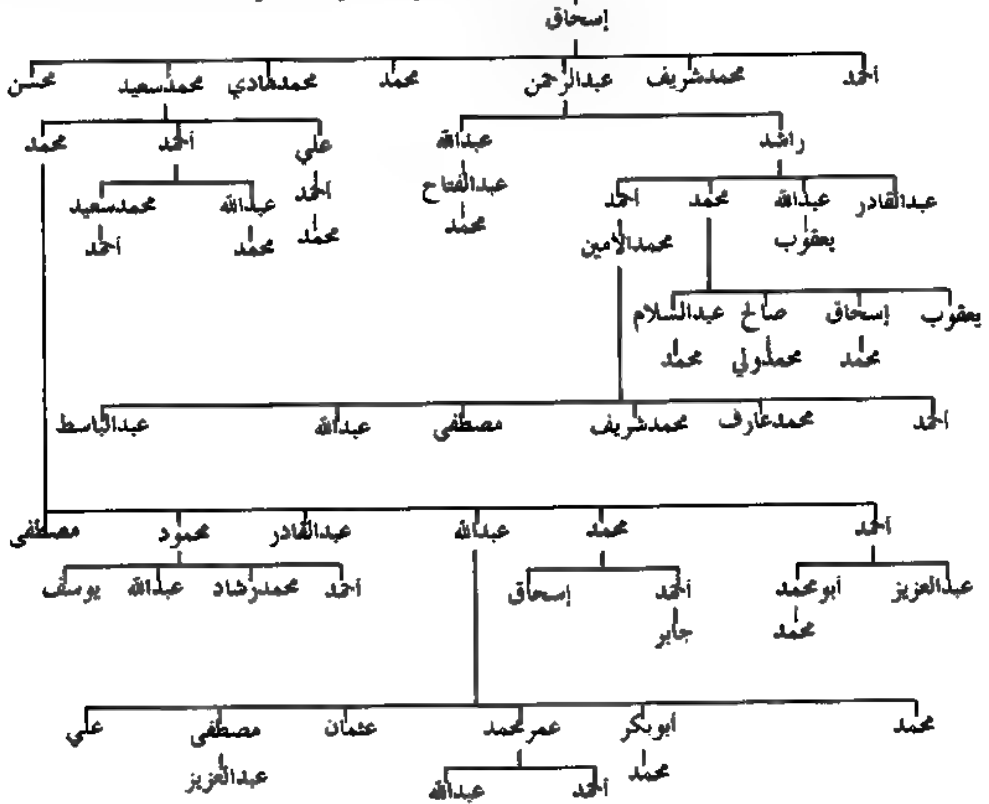 إسحاق
أحمد محمدشريف عبدالرحمن محمد محمدهادي محمدسعيد محسن
راشد عبدالله علي أحمد محمد
عبدالقادر عبدالله محمد أحمد عبدالفتاح أحمد عبدالله محمدسعيد
يعقوب محمدالأمين محمد محمد محمد أحمد
يعقوب إسحاق صالح عبدالسلام
محمد محمدولي محمد
أحمد محمدعارف محمدشريف مصطفى عبدالله عبدالباسط
أحمد محمد عبدالله عبدالقادر محمود مصطفى
عبدالعزيز أبومحمد أحمد إسحاق أحمد محمدرشاد عبدالله يوسف
محمد جابر
محمد أبوبكر عمرمحمد عثمان مصطفى علي
محمد أحمد عبدالله عبدالعزيز